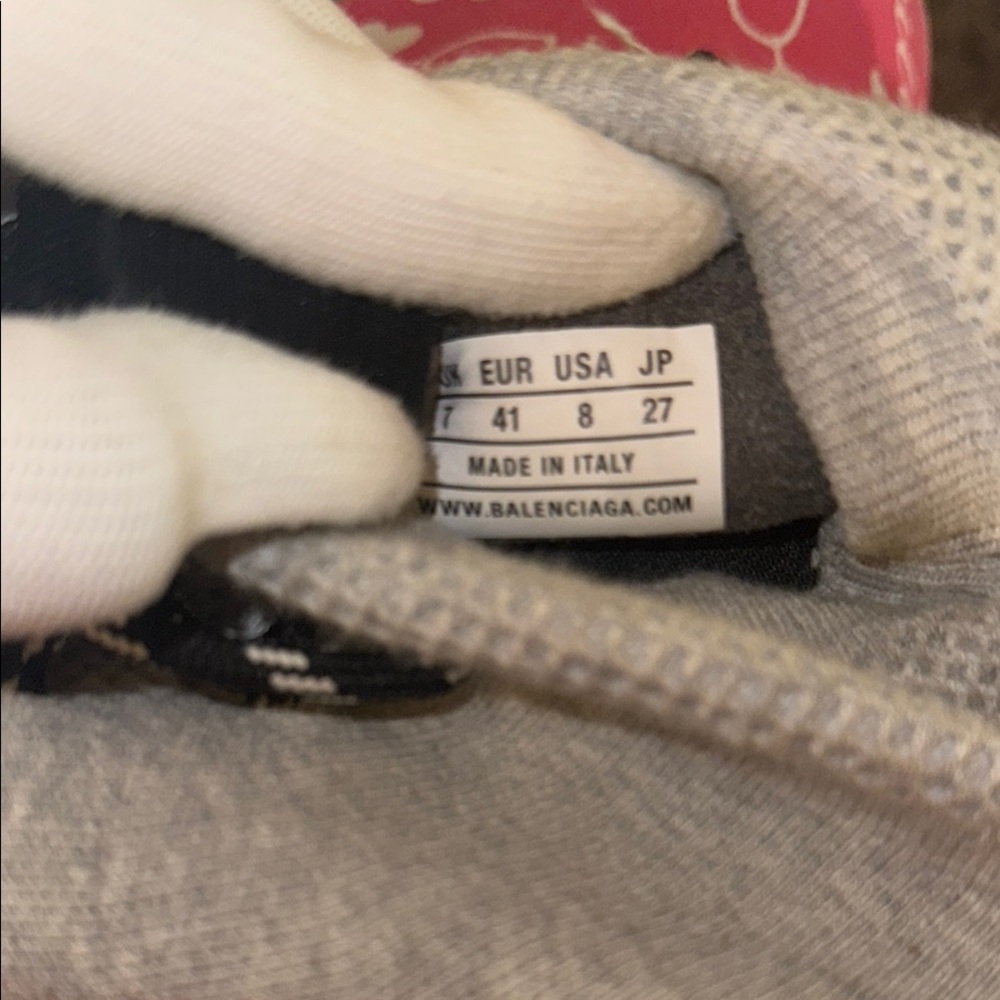 EUR USA JP
7 41 8 27
MADE IN ITALY
WWW.BALENCIAGA.COM